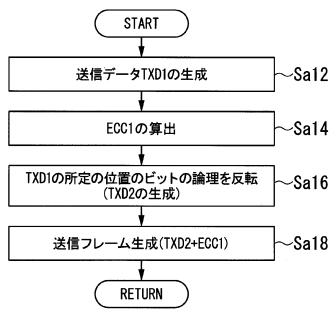 START
送信データTXD1の生成
Sa12
ECC1の算出
Sa14
TXD1の所定の位置のビットの論理を反転
(TXD2の生成)
Sa16
送信フレーム生成(TXD2+ECC1)
Sa18
RETURN